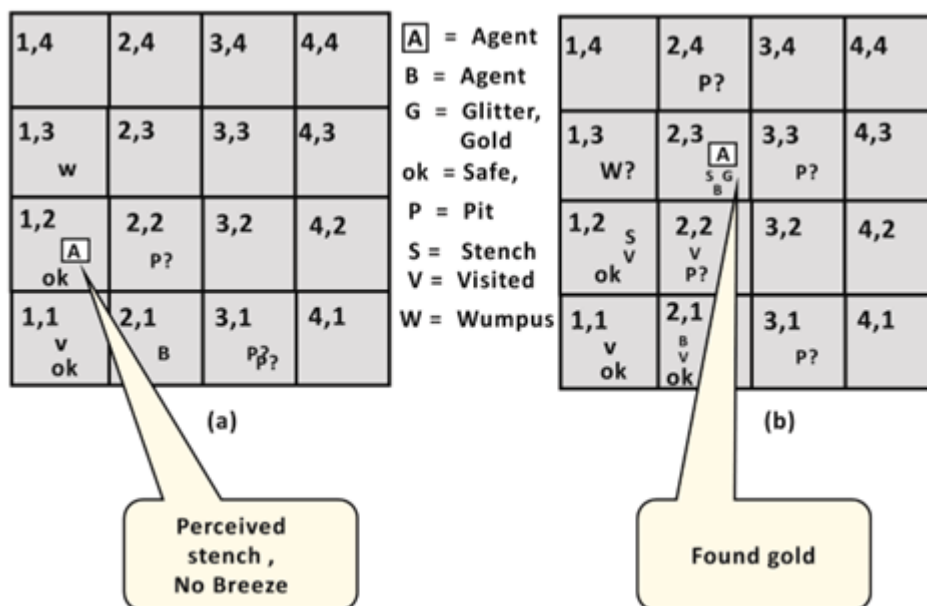 1,4 2,4 3,4 4,4
1,3 2,3 3,3 4,3
w
1,2 2,2 3,2 4,2
A
P?
ok
1,1 2,1 3,1 4,1
v
B
P?
P?
ok
(a)
Perceived
stench ,
No Breeze
A = Agent
B = Agent
G = Glitter,
Gold
ok = Safe,
P = Pit
S = Stench
V = Visited
W = Wumpus
1,4 2,4 3,4 4,4
P?
1,3 2,3 3,3 4,3
A
W?
S G
P?
B
1,2 2,2 3,2 4,2
S
V
V
ok
P?
1,1 2,1 3,1 4,1
B
v
V
P?
ok
ok
(b)
Found gold